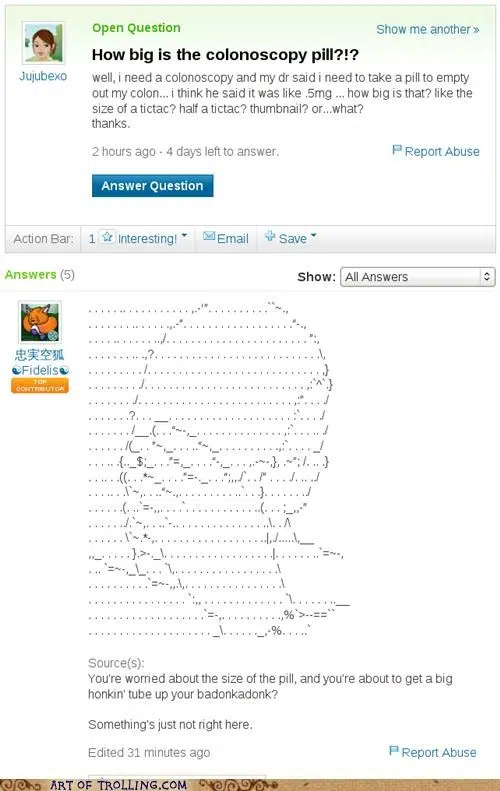 Open Question
Show me another »
How big is the colonoscopy pill?!?
Jujubexo
well, i need a colonoscopy and my dr said i need to take a pill to empty
out my colon... i think he said it was like .5mg ... how big is that? like the
size of a tictac? half a tictac? thumbnail? or...what?
thanks.
2 hours ago - 4 days left to answer.
Report Abuse
Answer Question
Action Bar: 1 Interesting! Email Save
Answers (5)
Show: All Answers
忠実空狐
☯Fidelis☯
TOP
CONTRIBUTOR
Source(s):
You're worried about the size of the pill, and you're about to get a big
honkin' tube up your badonkadonk?
Something's just not right here.
Edited 31 minutes ago
Report Abuse
ART OF TROLLING.COM